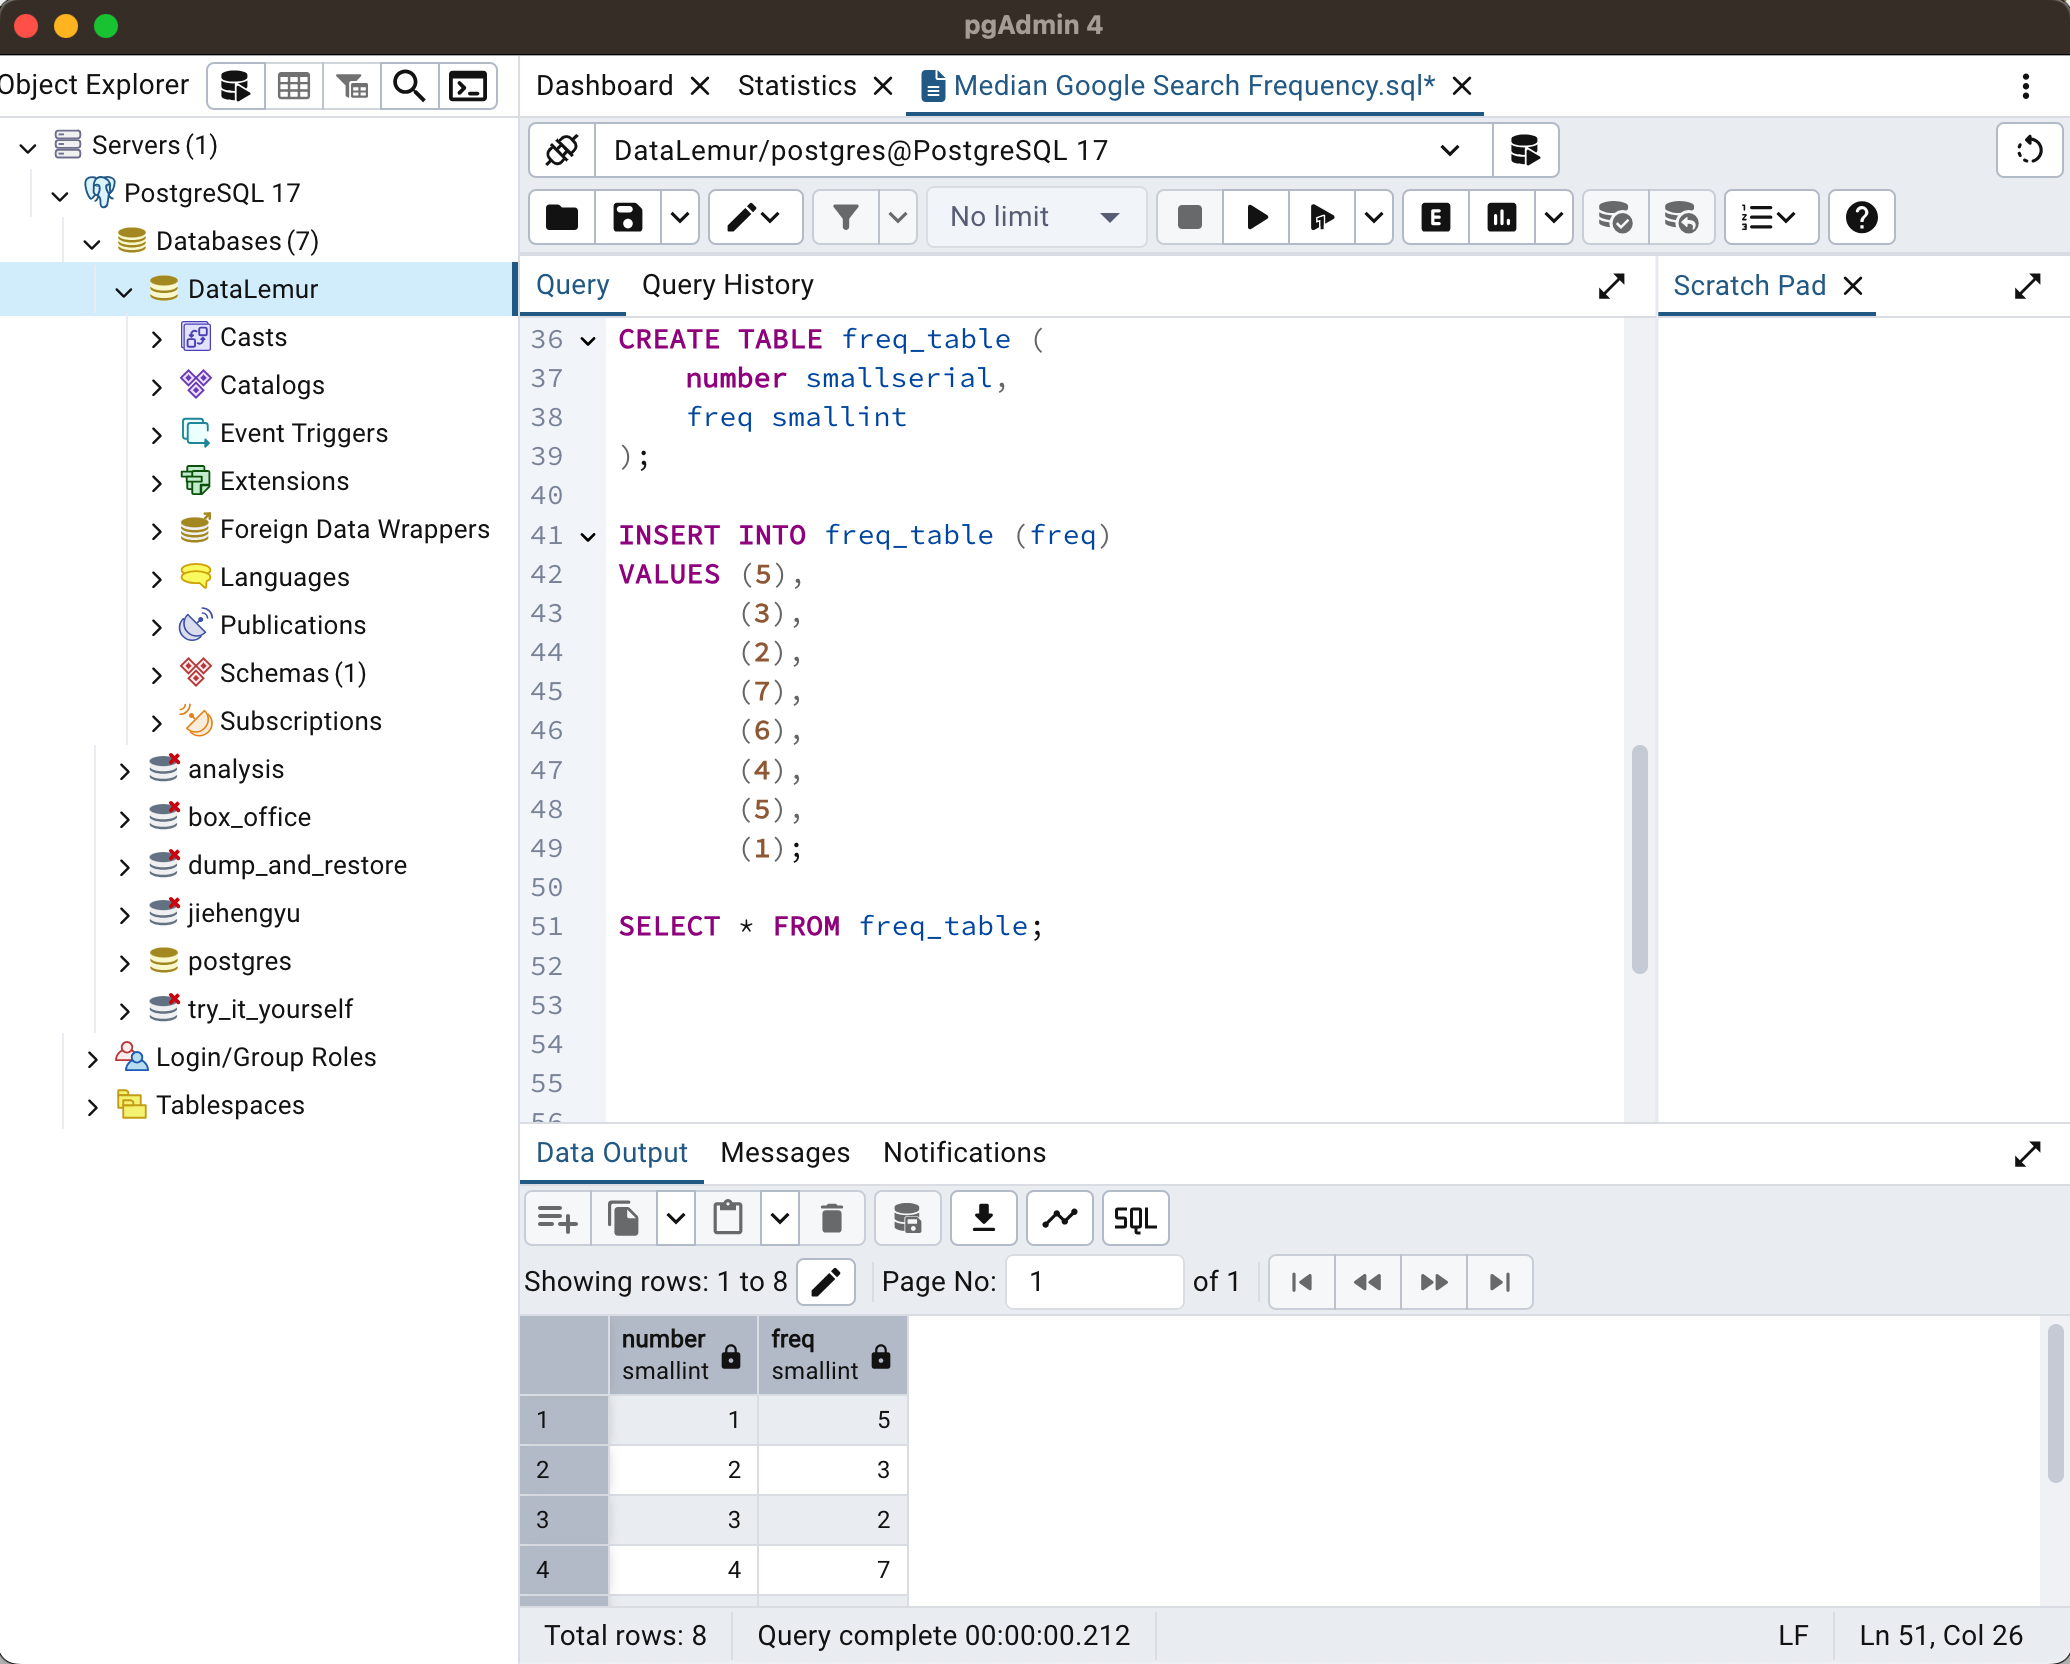 pgAdmin 4
Object Explorer
Dashboard
Statistics
Median Google Search Frequency.sql*
Servers (1)
PostgreSQL 17
Databases (7)
DataLemur
Casts
Catalogs
Event Triggers
Extensions
Foreign Data Wrappers
Languages
Publications
Schemas (1)
Subscriptions
analysis
box_office
dump_and_restore
jiehengyu
postgres
try_it_yourself
Login/Group Roles
Tablespaces
DataLemur/postgres@PostgreSQL 17
No limit
E
Query
Query History
Scratch Pad
36 CREATE TABLE freq_table (
37 number smallserial,
38 freq smallint
39 );
40
41 INSERT INTO freq_table (freq)
42 VALUES (5),
43 (3),
44 (2),
45 (7),
46 (6),
47 (4),
48 (5),
49 (1);
50
51 SELECT * FROM freq_table;
52
53
54
55
56
Data Output
Messages
Notifications
SQL
Showing rows: 1 to 8
Page No: 1 of 1
number smallint
freq smallint
1 1 5
2 2 3
3 3 2
4 4 7
Total rows: 8
Query complete 00:00:00.212
LF
Ln 51, Col 26